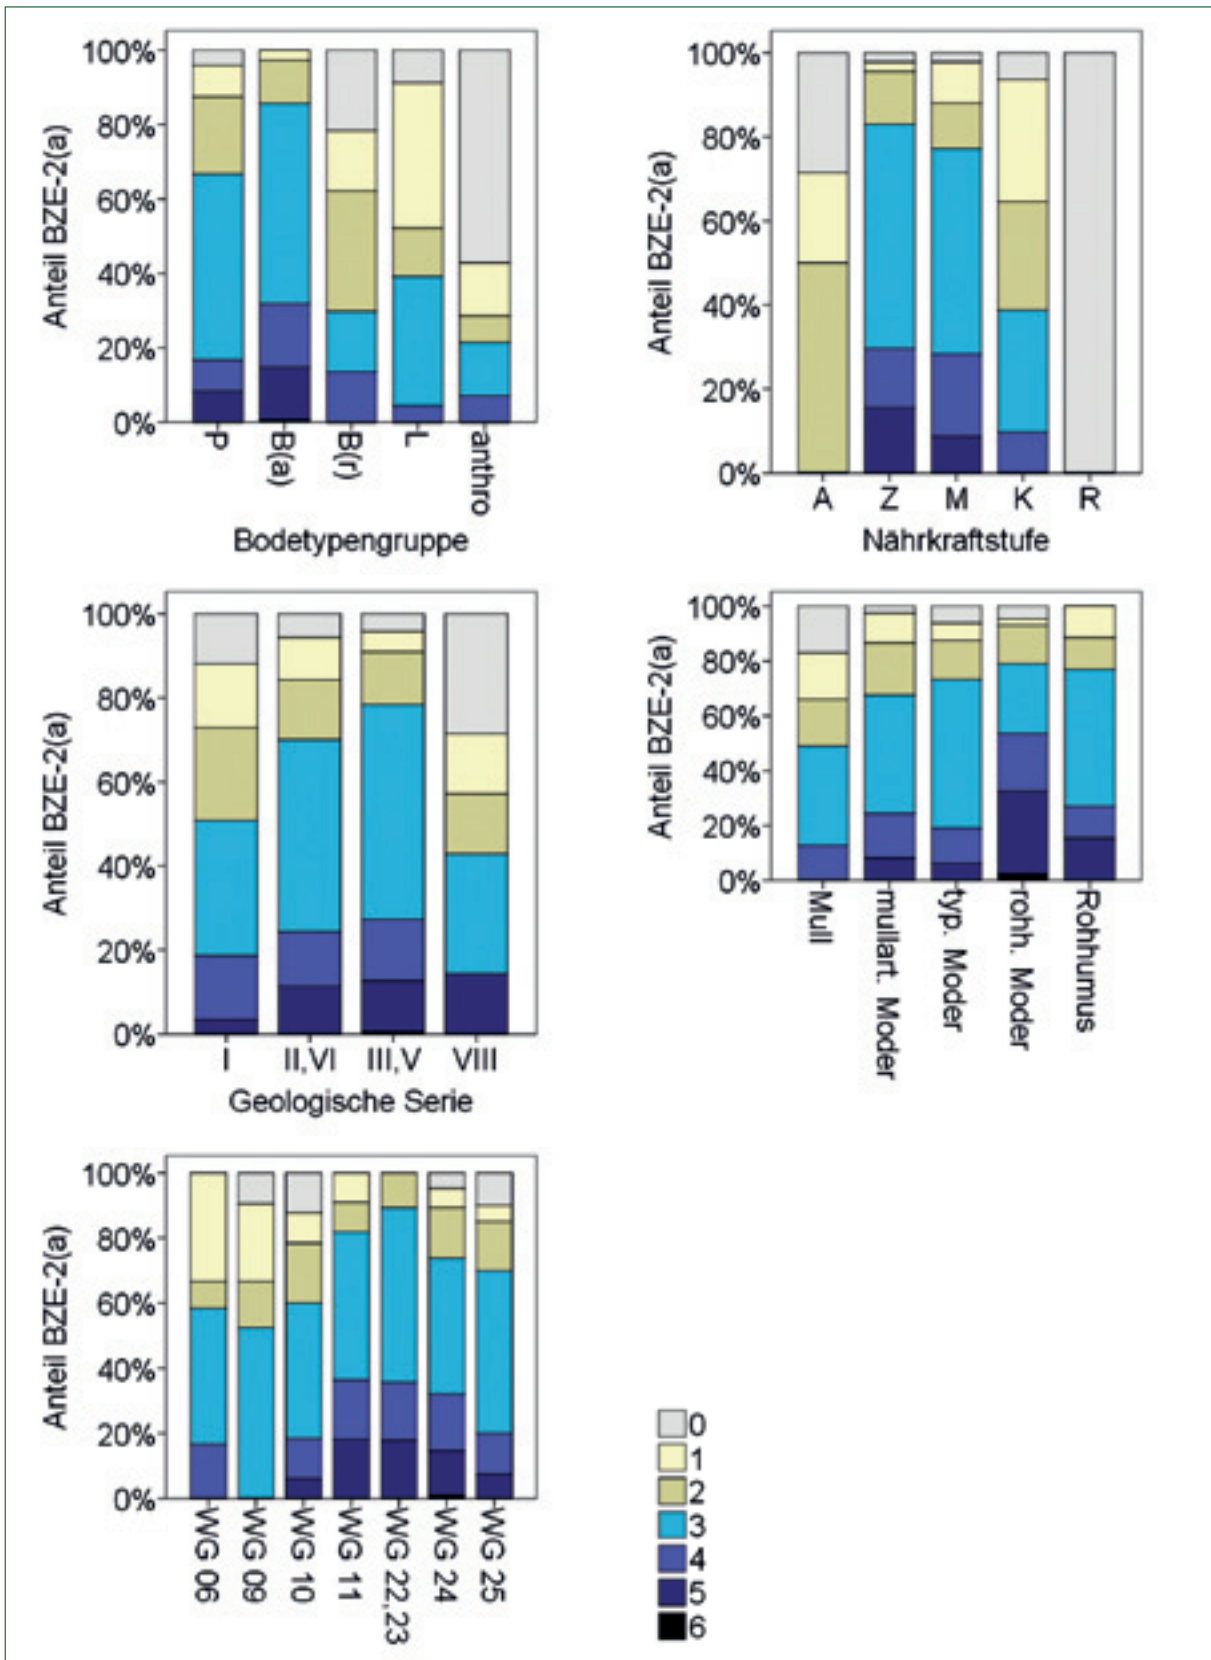 100%
80%
60%
40%
20%
0%
Anteil BZE-2(a)
P
B(a)
B(r)
L
anthro
Bodetypengruppe
100%
80%
60%
40%
20%
0%
Anteil BZE-2(a)
A
Z
M
K
R
Nährkraftstufe
100%
80%
60%
40%
20%
0%
Anteil BZE-2(a)
I
II,VI
III,V
VIII
Geologische Serie
100%
80%
60%
40%
20%
0%
Anteil BZE-2(a)
Mull
mullart. Moder
typ. Moder
rohh. Moder
Rohhumus
100%
80%
60%
40%
20%
0%
Anteil BZE-2(a)
WG 06
WG 09
WG 10
WG 11
WG 22,23
WG 24
WG 25
0
1
2
3
4
5
6